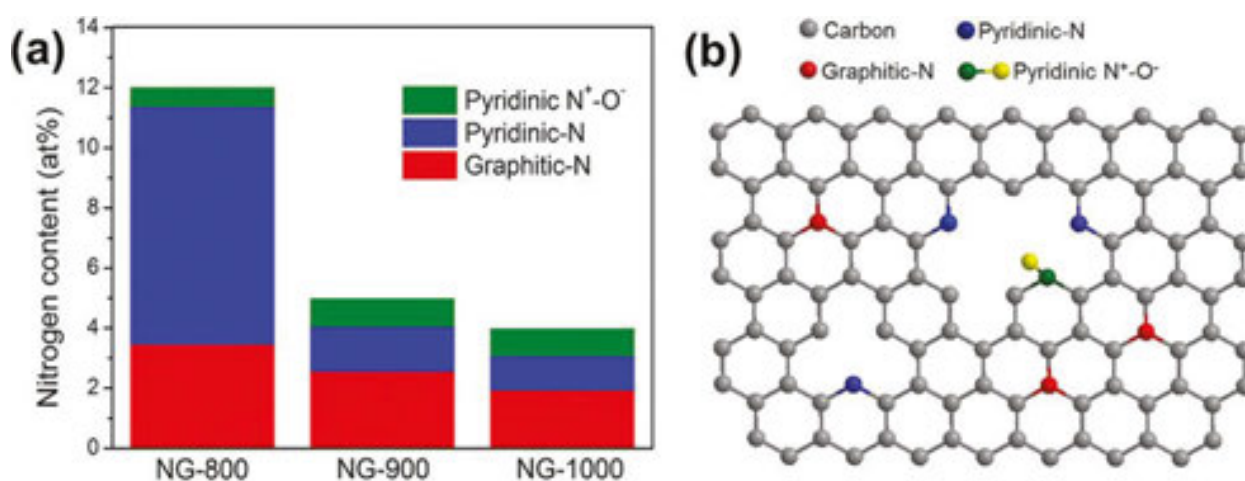 (a)
Nitrogen content (at%)
14
12
10
8
6
4
2
0
Pyridinic N⁺-O⁻
Pyridinic-N
Graphitic-N
NG-800 NG-900 NG-1000
(b)
Carbon Pyridinic-N
Graphitic-N Pyridinic N⁺-O⁻